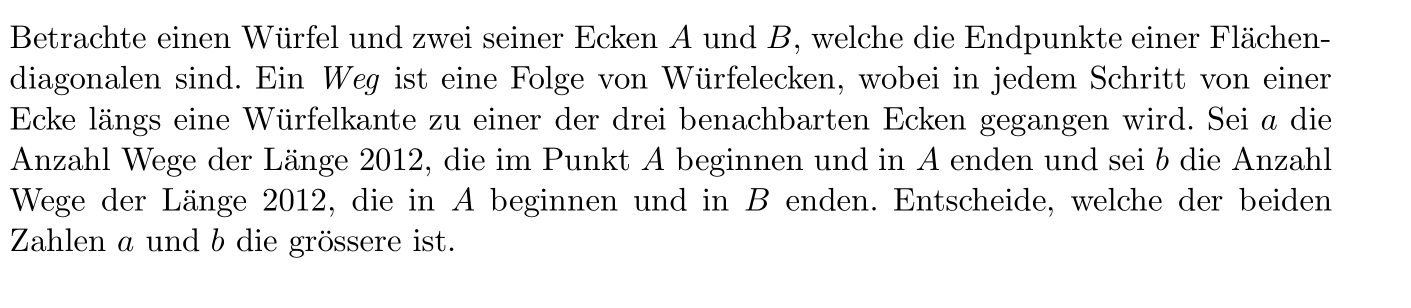 Betrachte einen Würfel und zwei seiner Ecken A und B, welche die Endpunkte einer Flächen-
diagonalen sind. Ein Weg ist eine Folge von Würfelecken, wobei in jedem Schritt von einer
Ecke längs eine Würfelkante zu einer der drei benachbarten Ecken gegangen wird. Sei a die
Anzahl Wege der Länge 2012, die im Punkt A beginnen und in A enden und sei b die Anzahl
Wege der Länge 2012, die in A beginnen und in B enden. Entscheide, welche der beiden
Zahlen a und b die grössere ist.